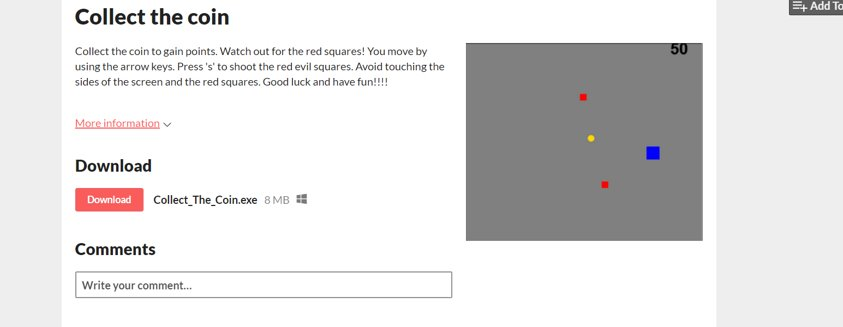 Collect the coin
Add To
Collect the coin to gain points. Watch out for the red squares! You move by
using the arrow keys. Press 's' to shoot the red evil squares. Avoid touching the
sides of the screen and the red squares. Good luck and have fun!!!!
50
More information
Download
Download Collect_The_Coin.exe 8 MB
Comments
Write your comment...